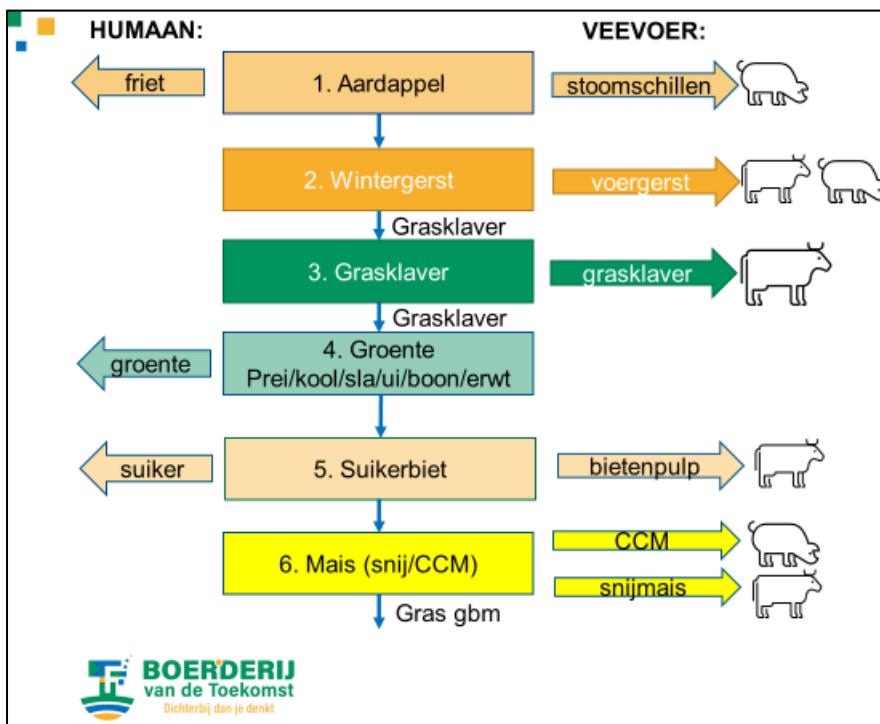 HUMAAN:
VEEVOER:
friet
1. Aardappel
stoomschillen
2. Wintergerst
voergerst
Grasklaver
3. Grasklaver
grasklaver
Grasklaver
groente
4. Groente
Prei/kool/sla/ui/boon/erwt
suiker
5. Suikerbiet
bietenpulp
6. Mais (snij/CCM)
CCM
snijmais
Gras gbm
BOERDERIJ
van de Toekomst
Dichterbij dan je denkt